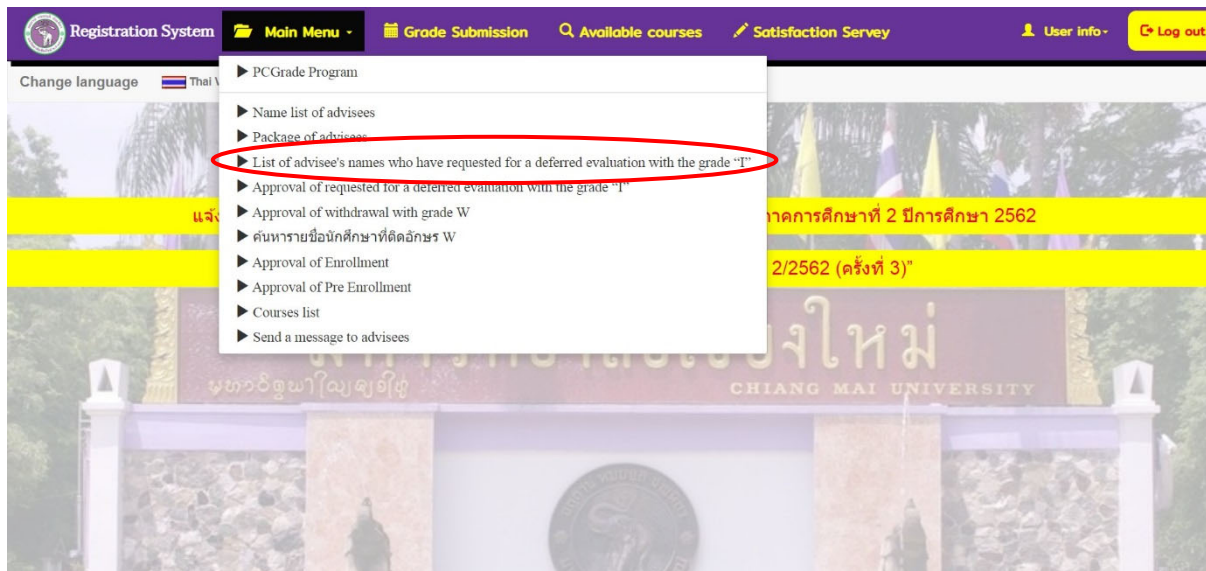 Registration System
Main Menu
Grade Submission
Available courses
Satisfaction Servey
User info
Log out
Change language
Thai V
PCGrade Program
Name list of advisees
Package of advisees
List of advisee's names who have requested for a deferred evaluation with the grade “I”
Approval of requested for a deferred evaluation with the grade “I”
Approval of withdrawal with grade W
ค้นหารายชื่อนักศึกษาที่ติดอักษร W
Approval of Enrollment
Approval of Pre Enrollment
Courses list
Send a message to advisees
แจ้ง
าคการศึกษาที่ 2 ปีการศึกษา 2562
2/2562 (ครั้งที่ 3)”
CHIANG MAI UNIVERSITY